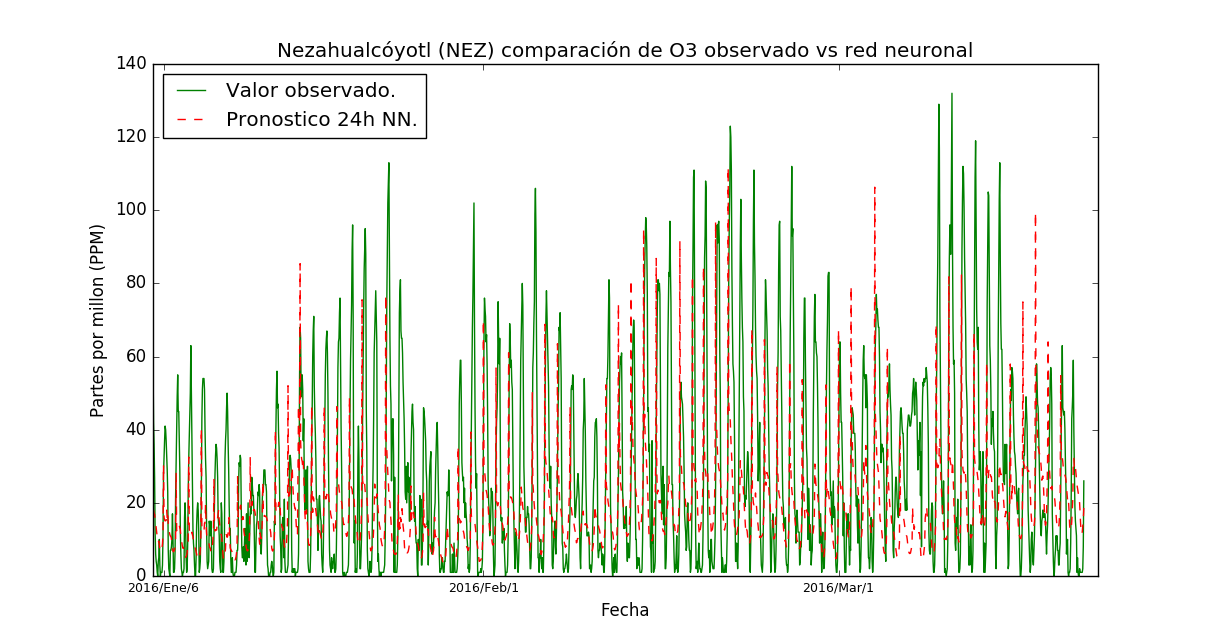 Nezahualcóyotl (NEZ) comparación de O3 observado vs red neuronal
Valor observado.
Pronostico 24h NN.
Partes por millon (PPM)
140
120
100
80
60
40
20
0
2016/Ene/6
2016/Feb/1
2016/Mar/1
Fecha